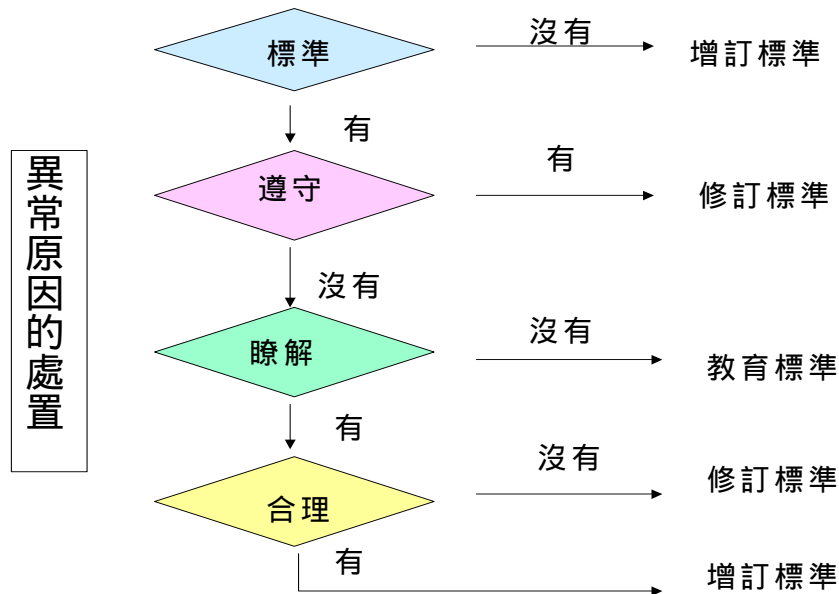 標準
沒有
增訂標準
有
異常原因的處置
遵守
有
修訂標準
沒有
瞭解
沒有
教育標準
有
合理
沒有
修訂標準
有
增訂標準